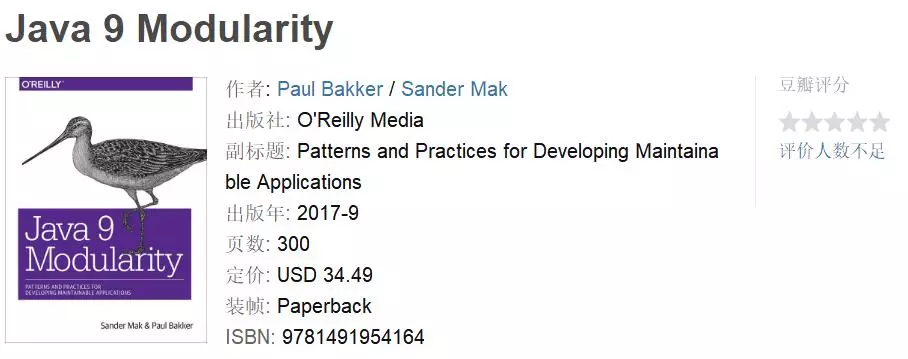 Java 9 Modularity
O'REILLY®
Java 9
Modularity
PATTERNS AND PRACTICES FOR
DEVELOPING MAINTAINABLE APPLICATIONS
Sander Mak & Paul Bakker
作者: Paul Bakker / Sander Mak
出版社: O'Reilly Media
副标题: Patterns and Practices for Developing Maintaina
ble Applications
出版年: 2017-9
页数: 300
定价: USD 34.49
装帧: Paperback
ISBN: 9781491954164
豆瓣评分
评价人数不足